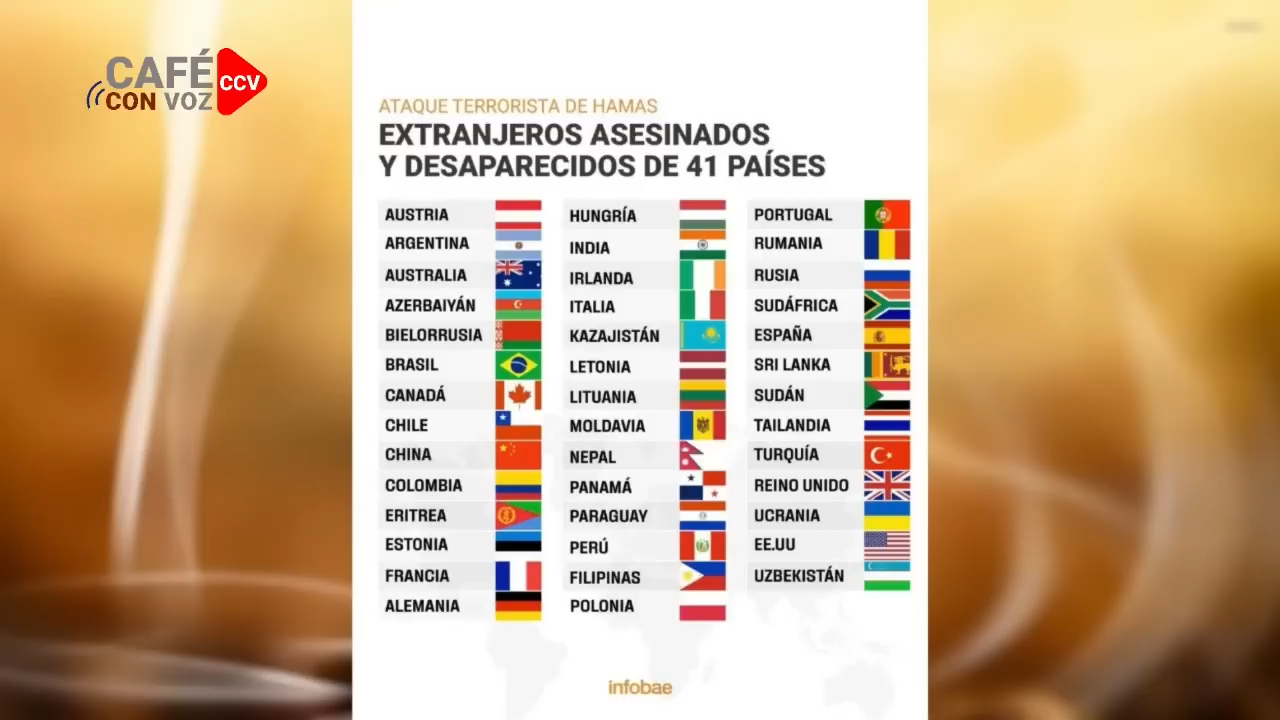 CAFÉ
CON VOZ
CCV
ATAQUE TERRORISTA DE HAMAS
EXTRANJEROS ASESINADOS
Y DESAPARECIDOS DE 41 PAÍSES
AUSTRIA
ARGENTINA
AUSTRALIA
AZERBAIYÁN
BIELORRUSIA
BRASIL
CANADÁ
CHILE
CHINA
COLOMBIA
ERITREA
ESTONIA
FRANCIA
ALEMANIA
HUNGRÍA
INDIA
IRLANDA
ITALIA
KAZAJISTÁN
LETONIA
LITUANIA
MOLDAVIA
NEPAL
PANAMÁ
PARAGUAY
PERÚ
FILIPINAS
POLONIA
PORTUGAL
RUMANIA
RUSIA
SUDÁFRICA
ESPAÑA
SRI LANKA
SUDÁN
TAILANDIA
TURQUÍA
REINO UNIDO
UCRANIA
EE.UU
UZBEKISTÁN
infobae